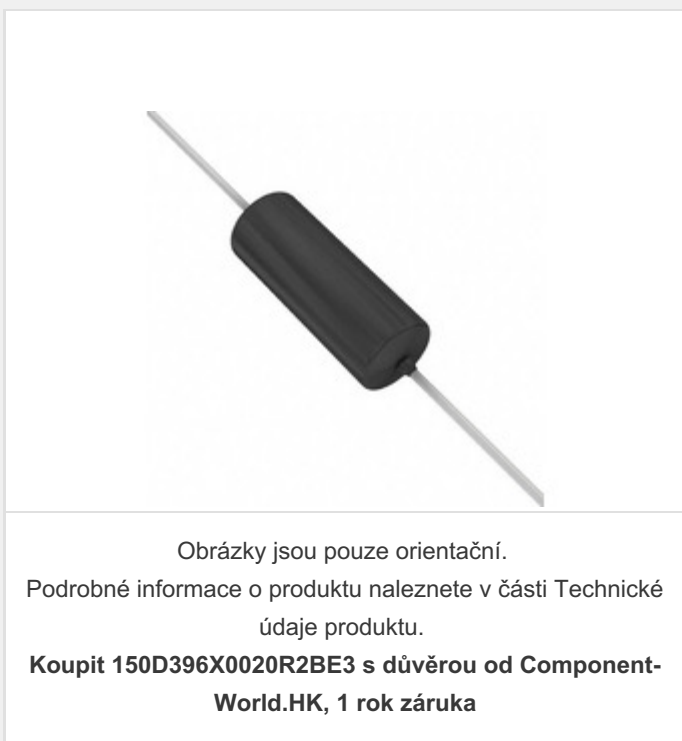 Obrázky jsou pouze orientační.
Podrobné informace o produktu naleznete v části Technické
údaje produktu.
Koupit 150D396X0020R2BE3 s důvěrou od Component-
World.HK, 1 rok záruka